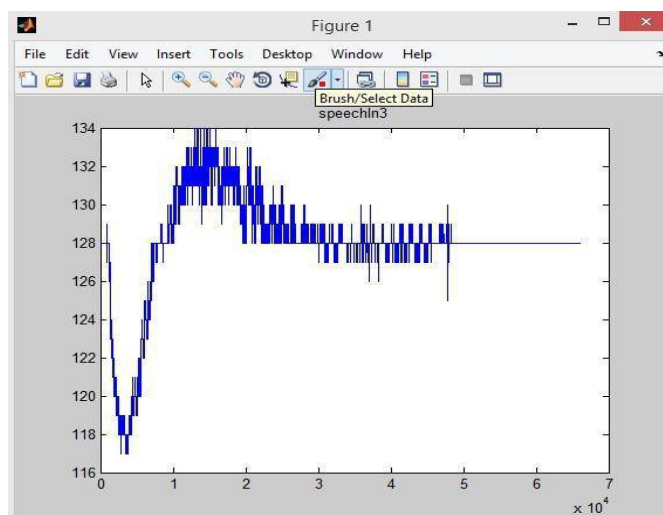 Figure 1
File Edit View Insert Tools Desktop Window Help
Brush/Select Data
speechIn3
134
132
130
128
126
124
122
120
118
116
0 1 2 3 4 5 6 7
x 10^4